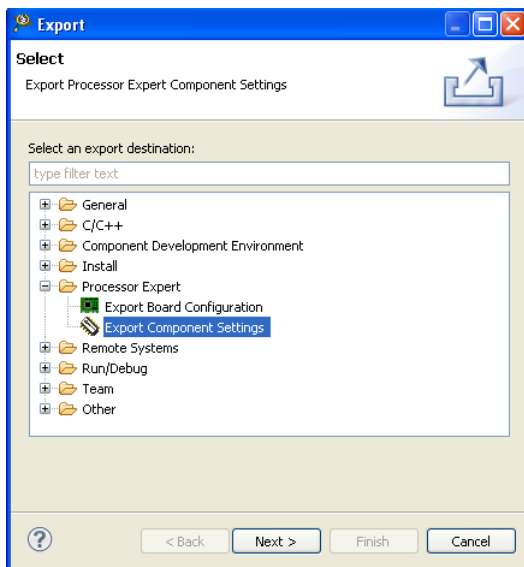 Export
Select
Export Processor Expert Component Settings
Select an export destination:
type filter text
General
C/C++
Component Development Environment
Install
Processor Expert
Export Board Configuration
Export Component Settings
Remote Systems
Run/Debug
Team
Other
< Back Next > Finish Cancel